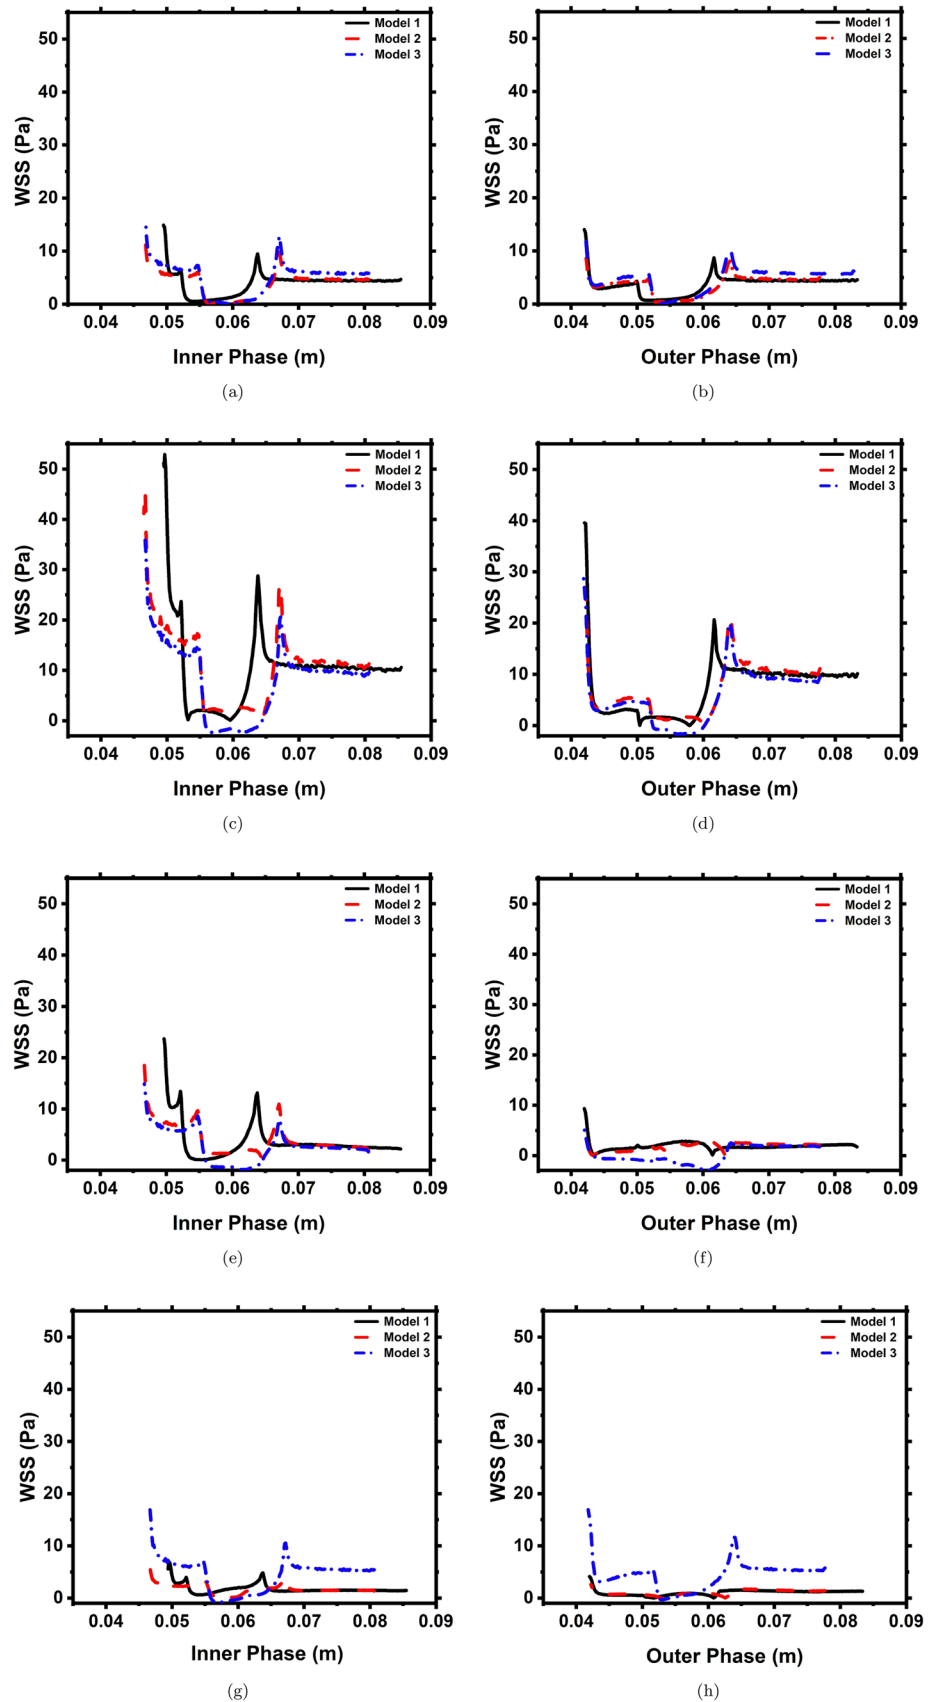 Model 1
Model 2
Model 3
WSS (Pa)
50
40
30
20
10
0
0.04 0.05 0.06 0.07 0.08 0.09
Inner Phase (m)
(a)
Model 1
Model 2
Model 3
WSS (Pa)
50
40
30
20
10
0
0.04 0.05 0.06 0.07 0.08 0.09
Outer Phase (m)
(b)
Model 1
Model 2
Model 3
WSS (Pa)
50
40
30
20
10
0
0.04 0.05 0.06 0.07 0.08 0.09
Inner Phase (m)
(c)
Model 1
Model 2
Model 3
WSS (Pa)
50
40
30
20
10
0
0.04 0.05 0.06 0.07 0.08 0.09
Outer Phase (m)
(d)
Model 1
Model 2
Model 3
WSS (Pa)
50
40
30
20
10
0
0.04 0.05 0.06 0.07 0.08 0.09
Inner Phase (m)
(e)
Model 1
Model 2
Model 3
WSS (Pa)
50
40
30
20
10
0
0.04 0.05 0.06 0.07 0.08 0.09
Outer Phase (m)
(f)
Model 1
Model 2
Model 3
WSS (Pa)
50
40
30
20
10
0
0.04 0.05 0.06 0.07 0.08 0.09
Inner Phase (m)
(g)
Model 1
Model 2
Model 3
WSS (Pa)
50
40
30
20
10
0
0.04 0.05 0.06 0.07 0.08 0.09
Outer Phase (m)
(h)